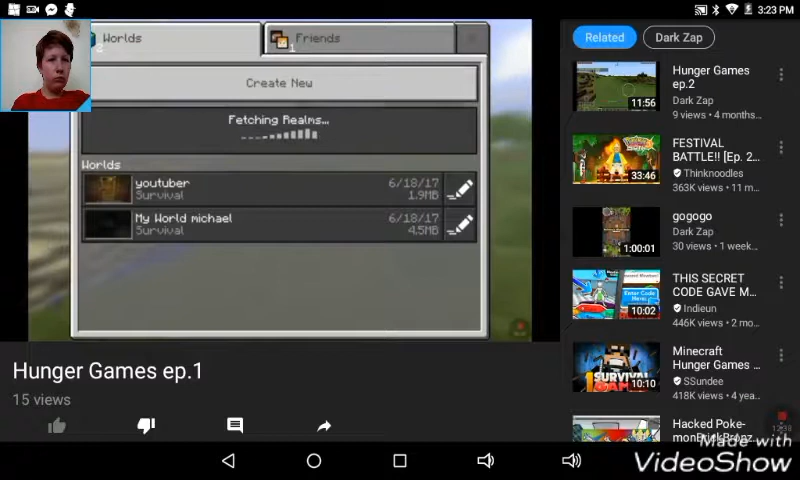 3:23 PM
Worlds
2
Friends
1
Create New
Fetching Realms...
Worlds
youtuber
Survival
6/18/17
1.9MB
My World michael
Survival
6/18/17
4.5MB
Hunger Games ep.1
15 views
Related
Dark Zap
Hunger Games
ep.2
Dark Zap
9 views • 4 months...
11:56
FESTIVAL
BATTLE!! [Ep. 2...
Thinknoodles
363K views • 11 m...
33:46
gogogo
Dark Zap
30 views • 1 week...
1:00:01
THIS SECRET
CODE GAVE M...
Indieun
446K views • 2 mo...
10:02
Minecraft
Hunger Games ...
SSundee
418K views • 4 yea...
SURVIVAL
10:10
Hacked Poke-
Made with
VideoShow